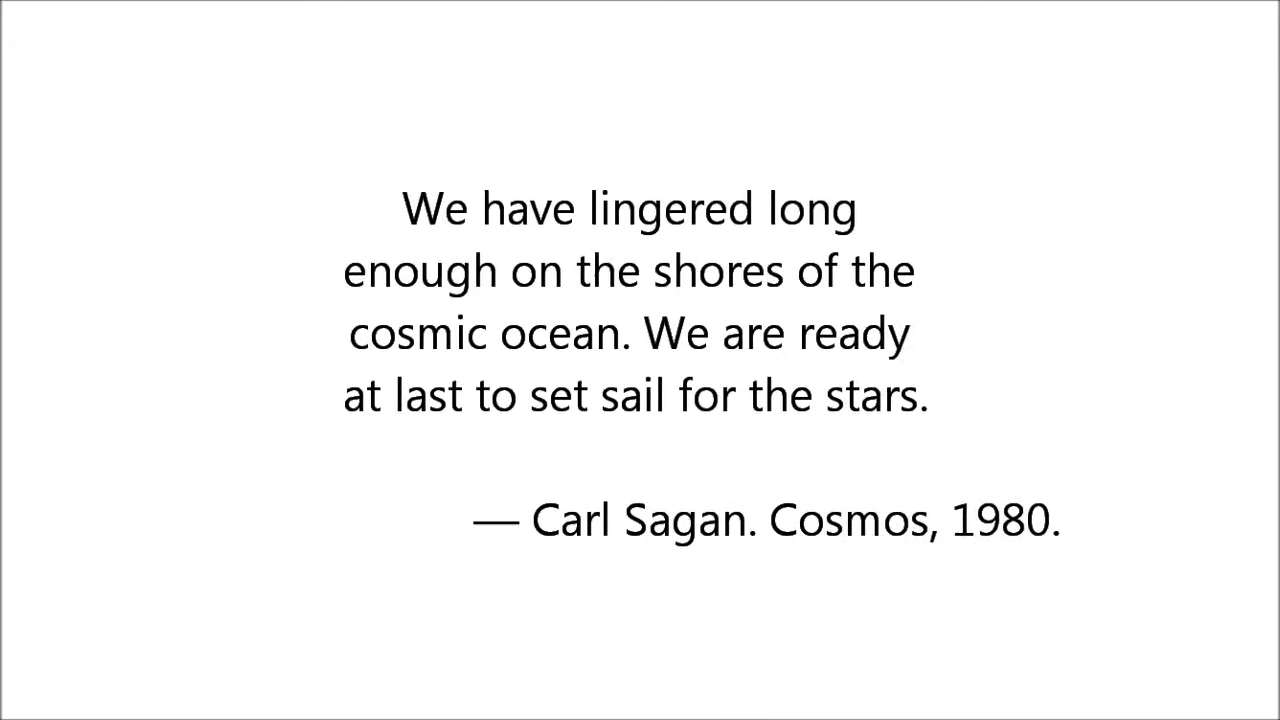 We have lingered long
enough on the shores of the
cosmic ocean. We are ready
at last to set sail for the stars.
— Carl Sagan. Cosmos, 1980.